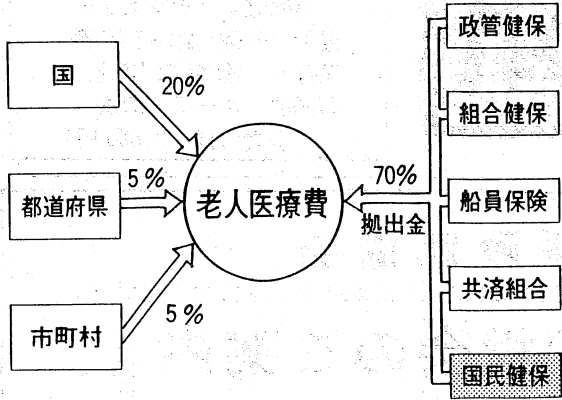 国
20%
都道府県
5%
市町村
5%
老人医療費
70%
拠出金
政管健保
組合健保
船員保険
共済組合
国民健保